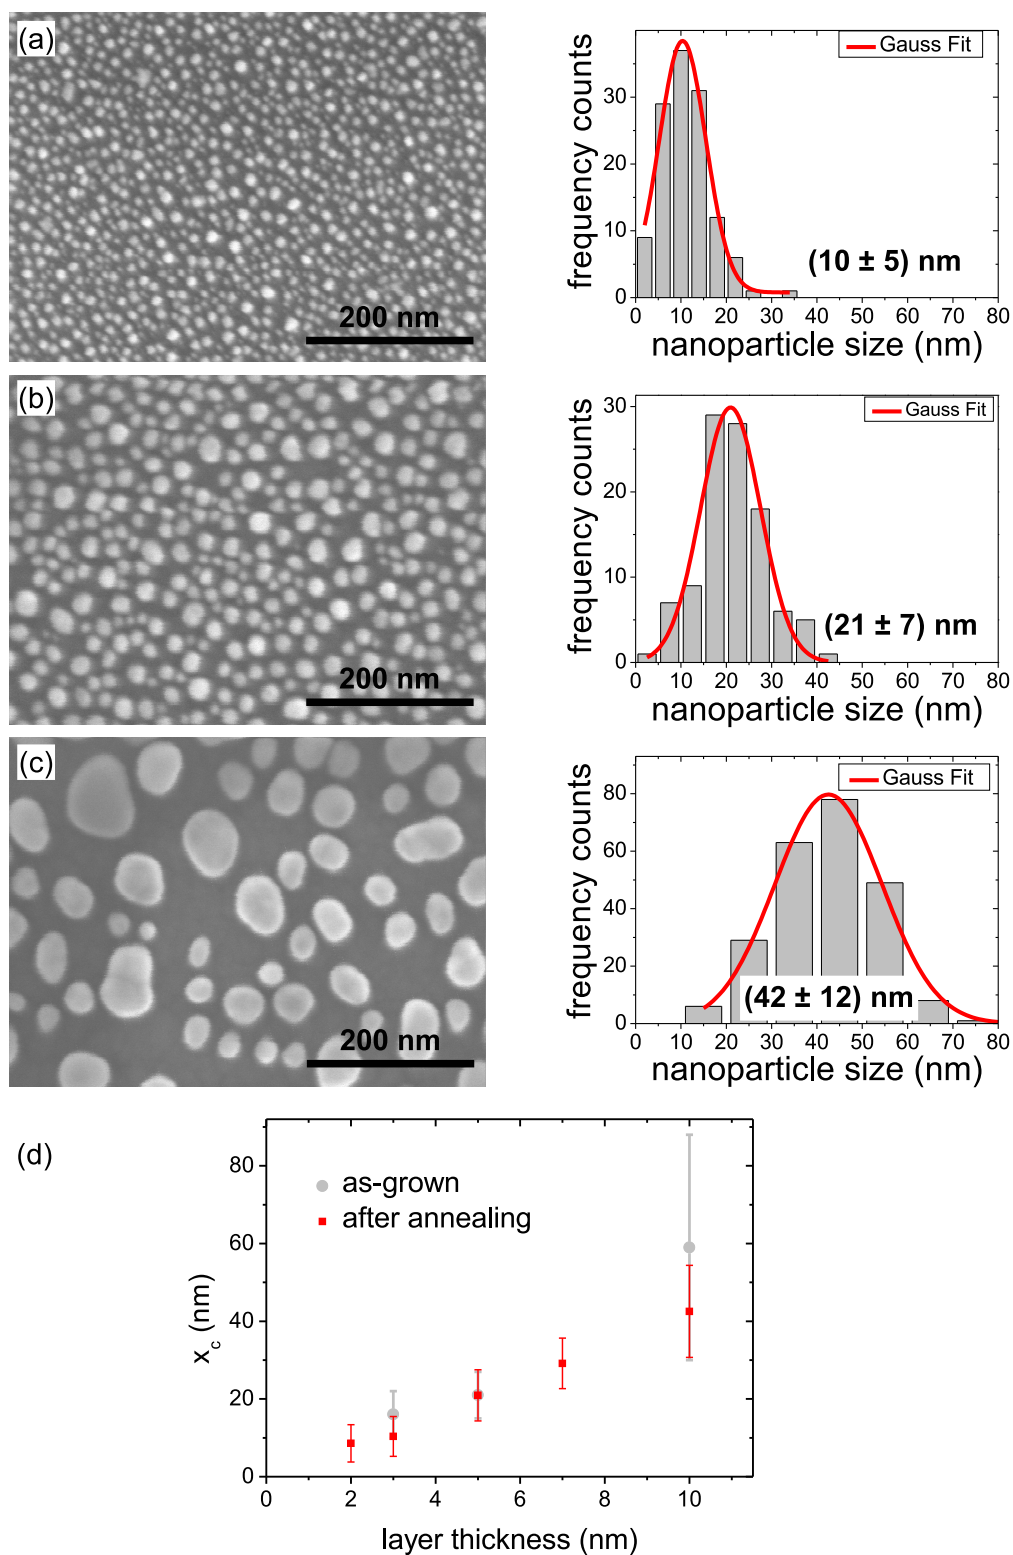 (a)
200 nm
Gauss Fit
frequency counts
30
20
10
0
(10 ± 5) nm
0 10 20 30 40 50 60 70 80
nanoparticle size (nm)
(b)
200 nm
Gauss Fit
frequency counts
30
20
10
0
(21 ± 7) nm
0 10 20 30 40 50 60 70 80
nanoparticle size (nm)
(c)
200 nm
Gauss Fit
frequency counts
80
60
40
20
0
(42 ± 12) nm
0 10 20 30 40 50 60 70 80
nanoparticle size (nm)
(d)
as-grown
after annealing
x_c (nm)
80
60
40
20
0
0 2 4 6 8 10
layer thickness (nm)